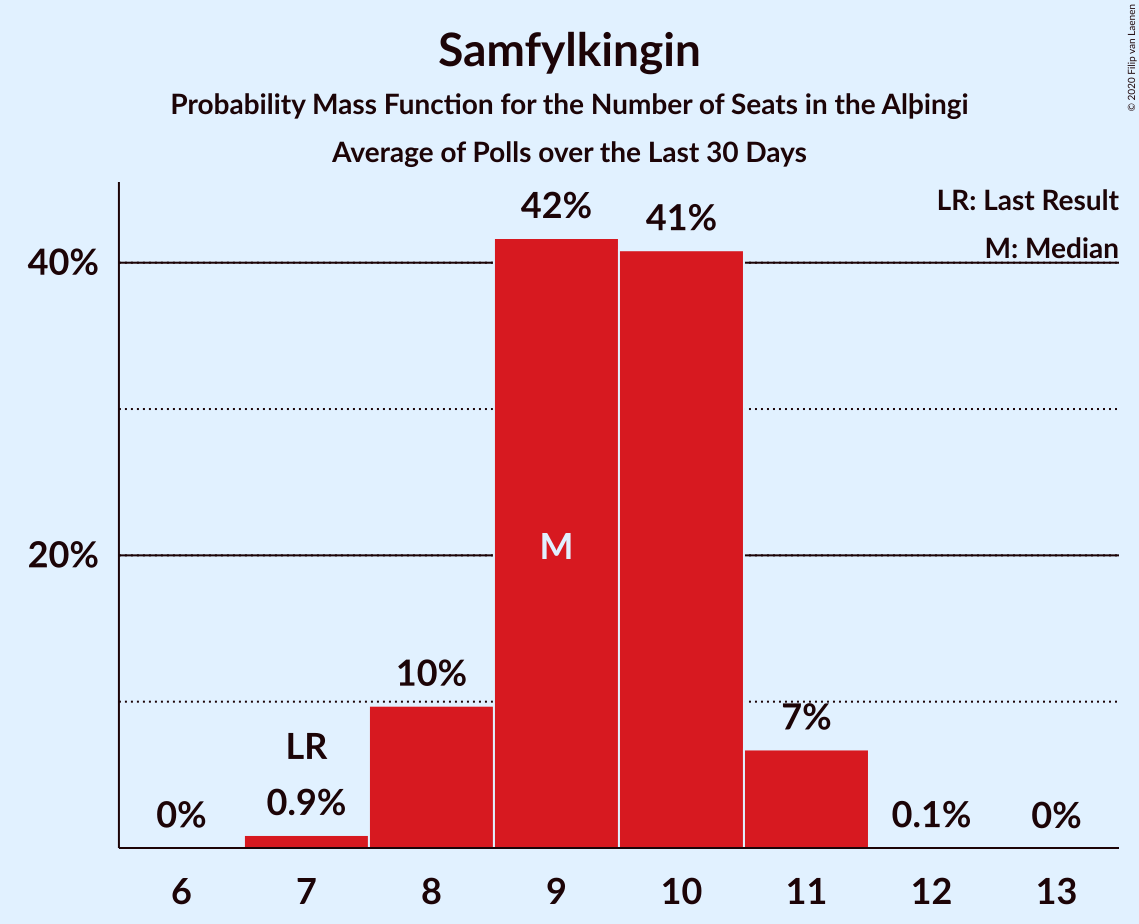 Samfylkingin
Probability Mass Function for the Number of Seats in the Alþingi
Average of Polls over the Last 30 Days
© 2020 Filip van Laenen
LR: Last Result
M: Median
40%
20%
0%
LR
0.9%
10%
42%
M
41%
7%
0.1%
0%
6 7 8 9 10 11 12 13